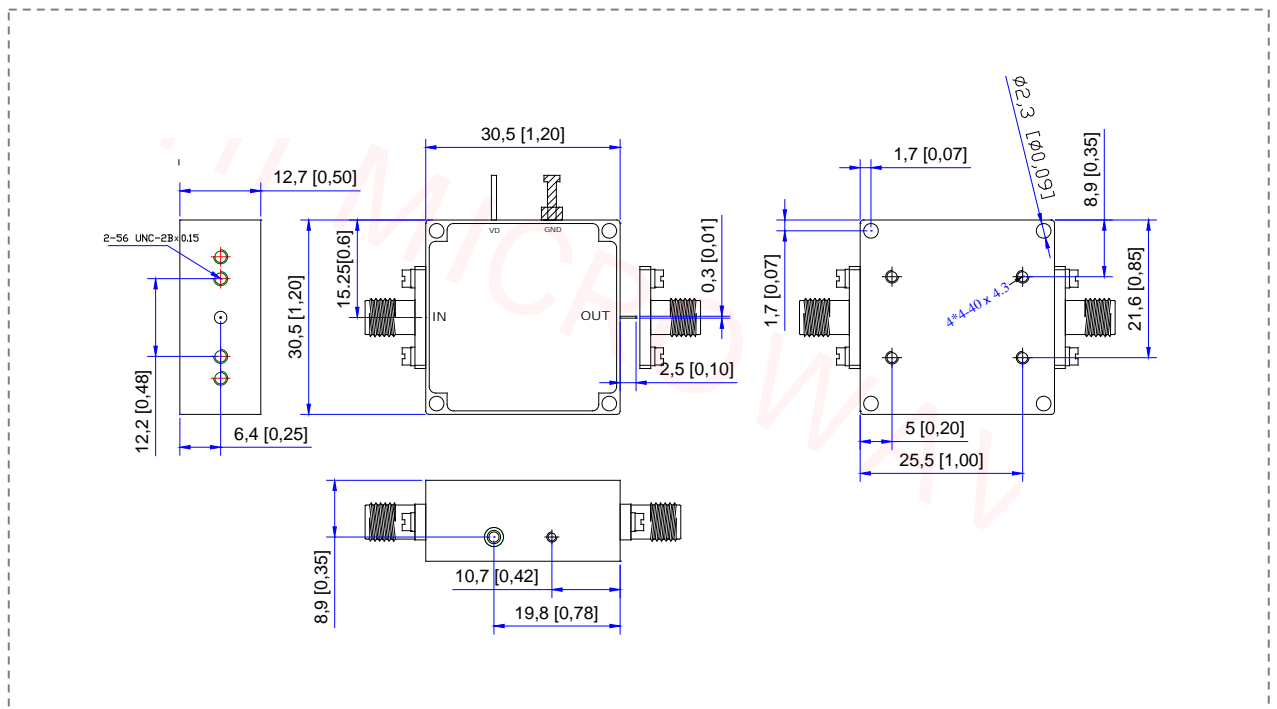 30,5 [1,20]
12,7 [0,50]
2-56 UNC-2Bx0.15
12,2 [0,48]
6,4 [0,25]
30,5 [1,20]
15.25[0.6]
VD
GND
IN
OUT
0,3 [0,01]
2,5 [0,10]
1,7 [0,07]
1,7 [0,07]
Ø2,3 [Ø0,09]
8,9 [0,35]
21,6 [0,85]
4*4-40 x 4.3
5 [0,20]
25,5 [1,00]
8,9 [0,35]
10,7 [0,42]
19,8 [0,78]
MICROWAV